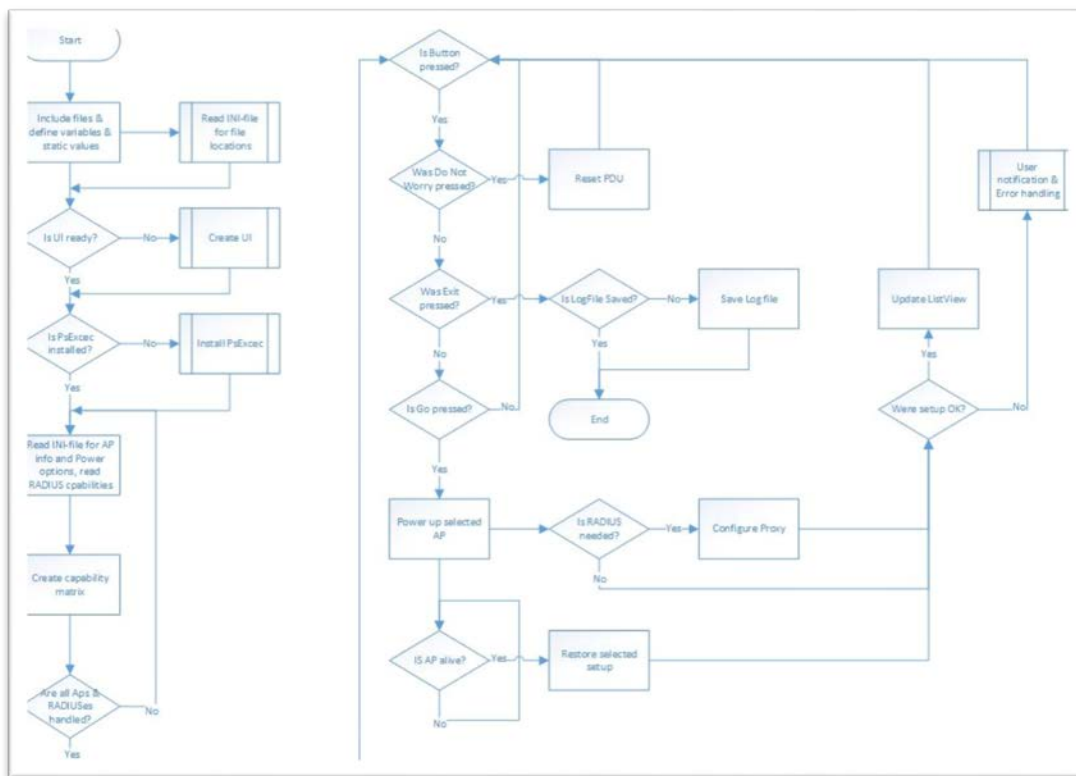 Start
Include files &
define variables &
static values
Read INI-file
for file
locations
Is UI ready?
No
Create UI
Yes
Is PsExcec
installed?
No
Install PsExcec
Yes
Read INI-file for AP
info and Power
options, read
RADIUS cpabilities
Create capability
matrix
Are all Aps &
RADIUSes
handled?
No
Yes
Is Button
pressed?
Yes
Was Do Not
Worry pressed?
Yes
Reset PDU
No
Was Exit
pressed?
Yes
Is LogFile Saved?
No
Save Log file
Yes
End
No
Is Go pressed?
No
Yes
Power up selected
AP
Is RADIUS
needed?
Yes
Configure Proxy
No
IS AP alive?
Yes
Restore selected
setup
No
User
notification &
Error handling
Update ListView
Yes
Were setup OK?
No